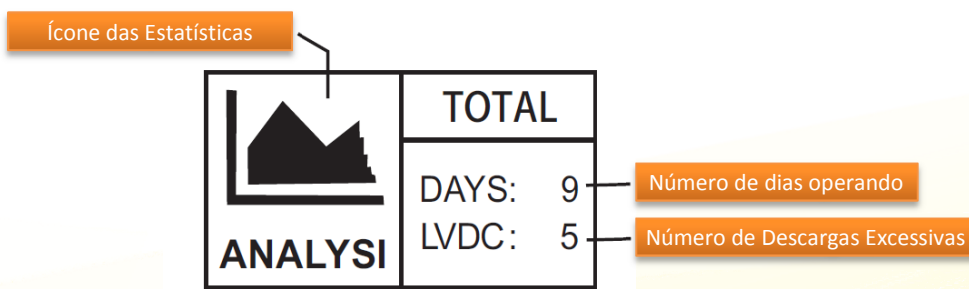 Ícone das Estatísticas
TOTAL
DAYS: 9
Número de dias operando
LVDC: 5
Número de Descargas Excessivas
ANALYSI